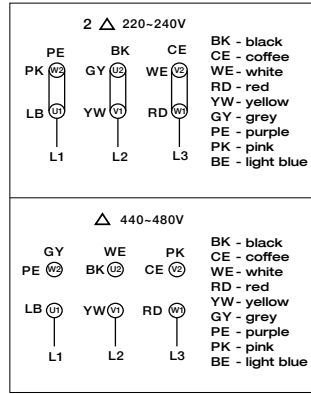 2 △ 220~240V
PE BK CE
PK W2 GY U2 WE V2
LB U1 YW V1 RD W1
L1 L2 L3
BK - black
CE - coffee
WE - white
RD - red
YW - yellow
GY - grey
PE - purple
PK - pink
BE - light blue
△ 440~480V
GY WE PK
PE W2 BK U2 CE V2
LB U1 YW V1 RD W1
L1 L2 L3
BK - black
CE - coffee
WE - white
RD - red
YW - yellow
GY - grey
PE - purple
PK - pink
BE - light blue